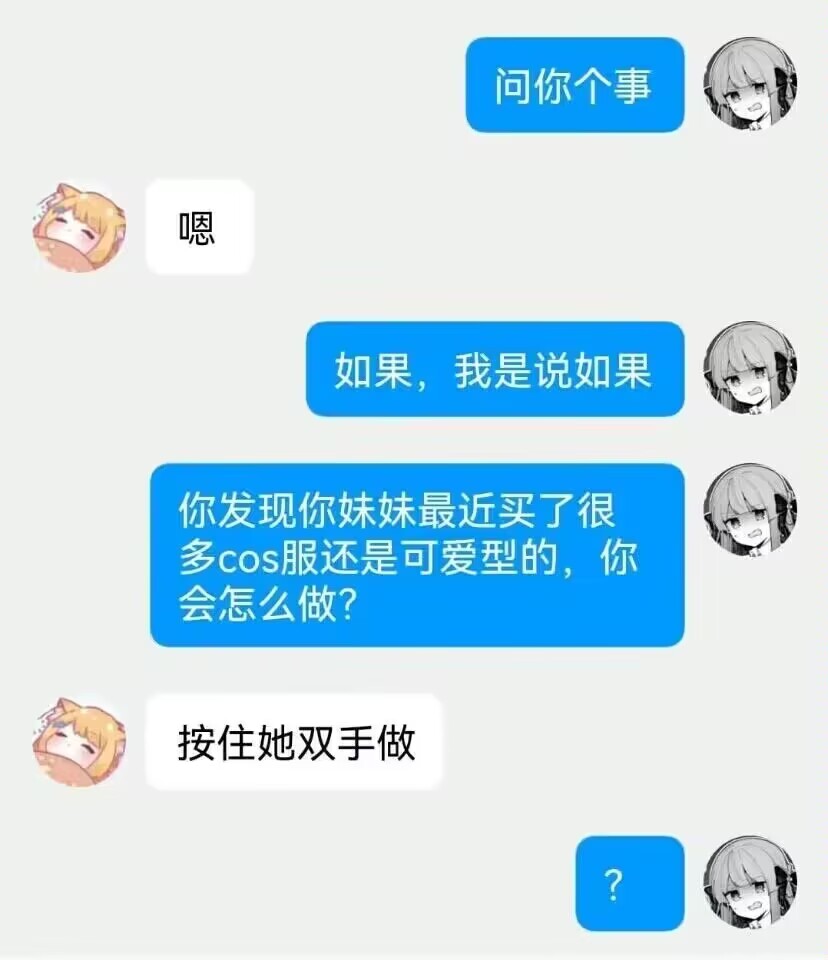 问你个事
嗯
如果，我是说如果
你发现你妹妹最近买了很
多cos服还是可爱型的，你
会怎么做？
按住她双手做
？